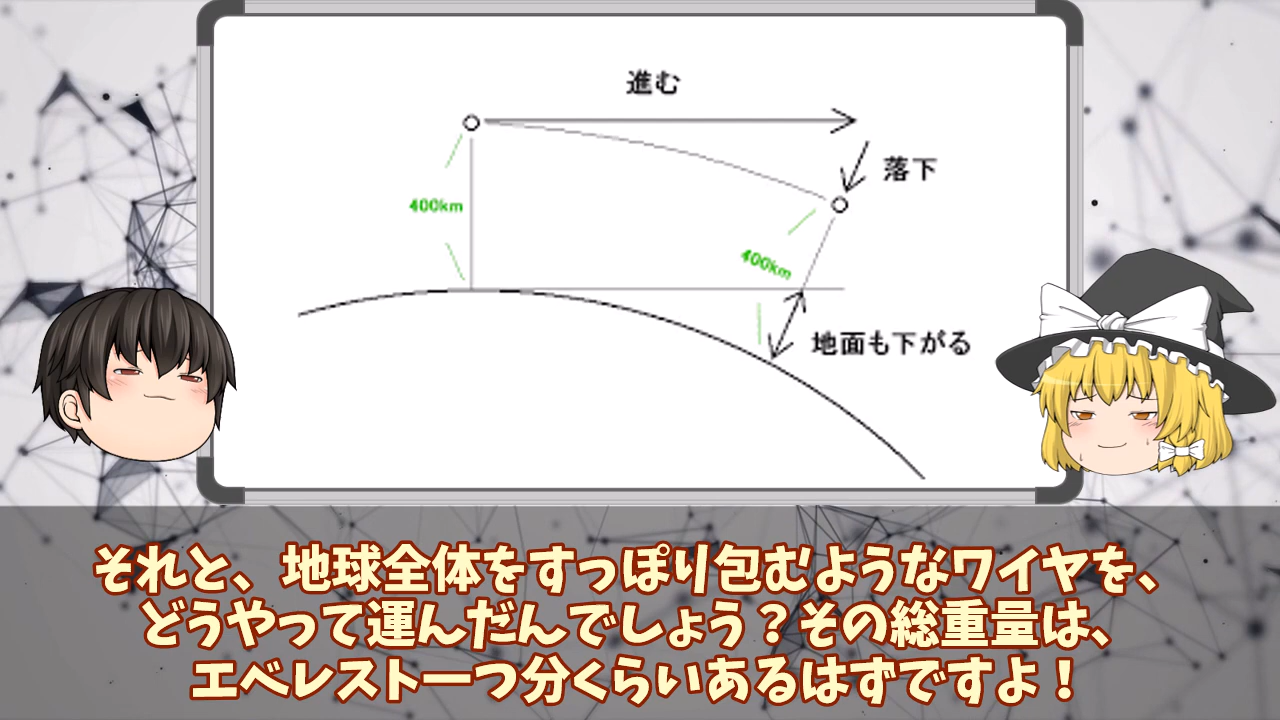 進む
落下
400km
400km
地面も下がる
それと、地球全体をすっぽり包むようなワイヤを、
どうやって運んだんでしょう？その総重量は、
エベレスト一つ分くらいあるはずですよ！